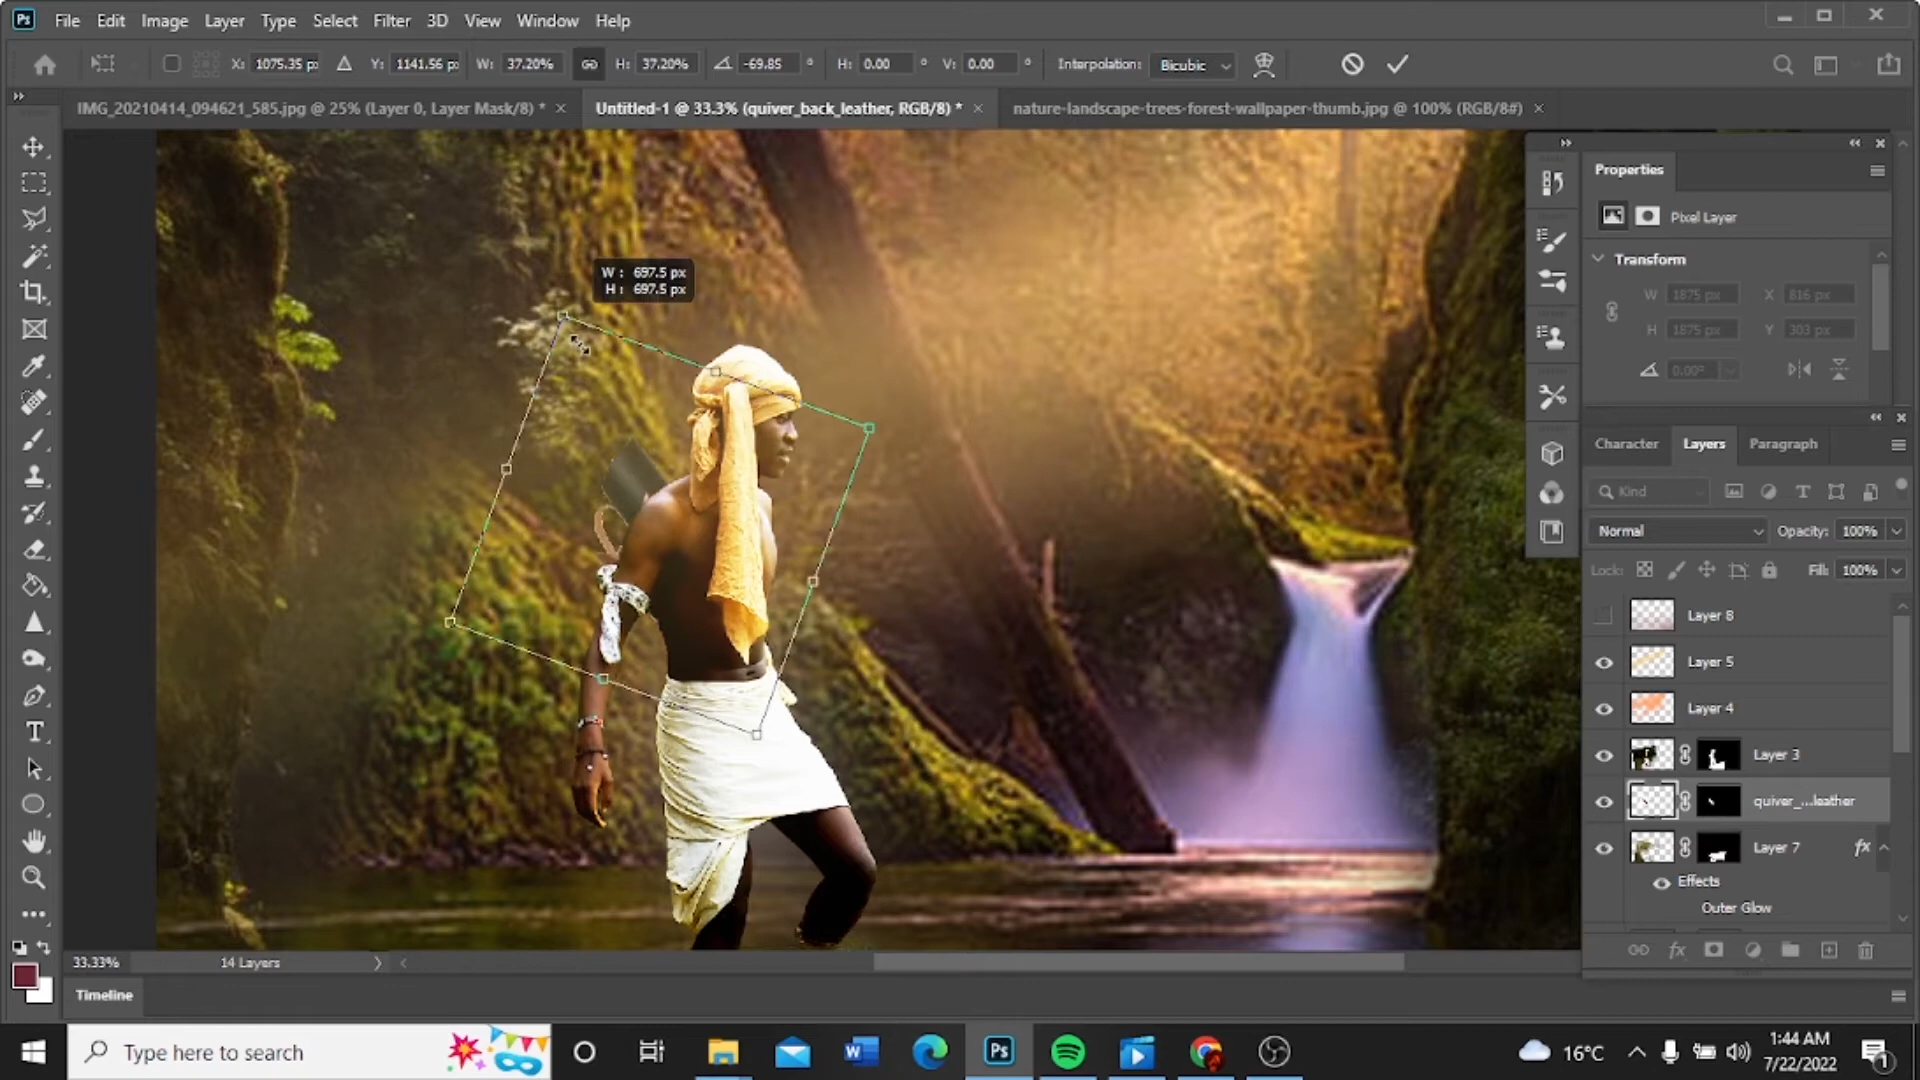 Ps File Edit Image Layer Type Select Filter 3D View Window Help
X: 1075.35 p Y: 1141.56 p W: 37.20% H: 37.20% -69.85 ° H: 0.00 ° V: 0.00 ° Interpolation: Bicubic
IMG_20210414_094621_585.jpg @ 25% (Layer 0, Layer Mask/8) *
Untitled-1 @ 33.3% (quiver_back_leather, RGB/8) *
nature-landscape-trees-forest-wallpaper-thumb.jpg @ 100% (RGB/8#)
W : 697.5 px
H : 697.5 px
Properties
Pixel Layer
Transform
W 1875 px X 816 px
H 1875 px Y 303 px
0.00°
Character Layers Paragraph
Kind
Normal Opacity: 100%
Lock: Fill: 100%
Layer 8
Layer 5
Layer 4
Layer 3
quiver_...leather
Layer 7 fx
Effects
Outer Glow
fx
33.33% 14 Layers
Timeline
Type here to search
W
Ps
16°C
1:44 AM
7/22/2022
1